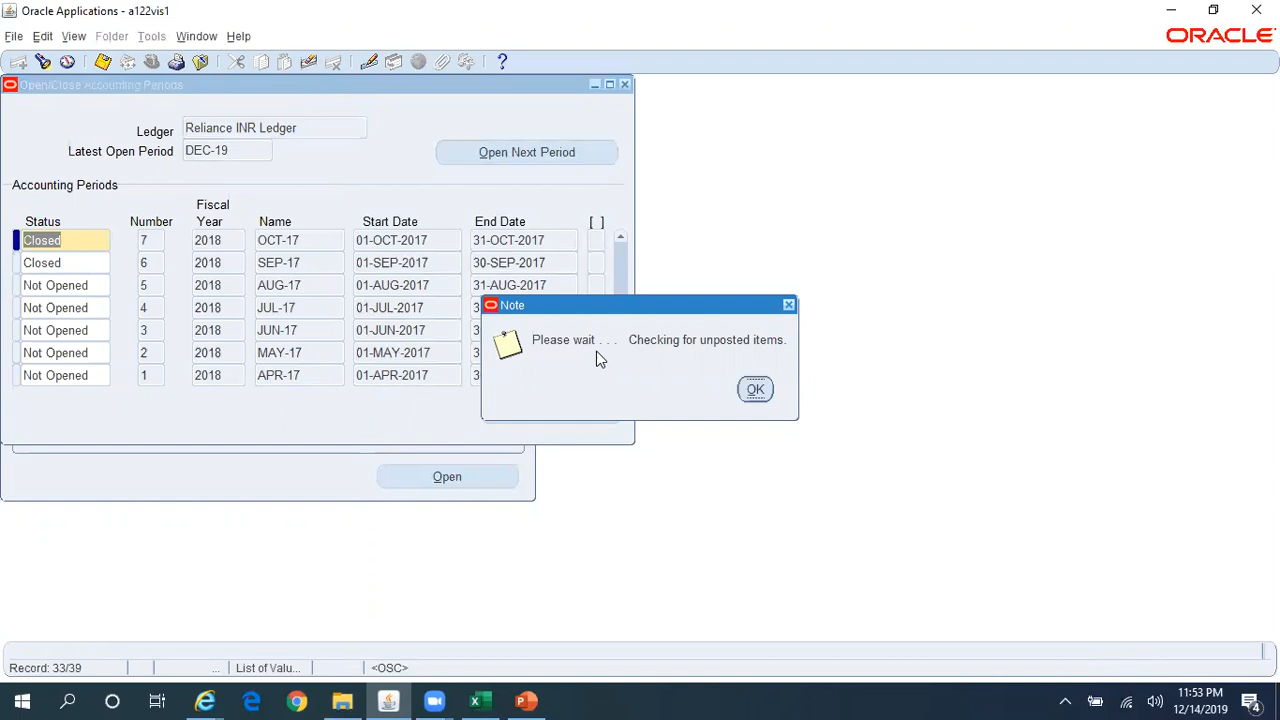 Oracle Applications - a122vis1
File Edit View Folder Tools Window Help
ORACLE
Open/Close Accounting Periods
Ledger Reliance INR Ledger
Latest Open Period DEC-19
Open Next Period
Accounting Periods
Fiscal
Status Number Year Name Start Date End Date [ ]
Closed 7 2018 OCT-17 01-OCT-2017 31-OCT-2017
Closed 6 2018 SEP-17 01-SEP-2017 30-SEP-2017
Not Opened 5 2018 AUG-17 01-AUG-2017 31-AUG-2017
Not Opened 4 2018 JUL-17 01-JUL-2017 3
Not Opened 3 2018 JUN-17 01-JUN-2017 3
Not Opened 2 2018 MAY-17 01-MAY-2017 3
Not Opened 1 2018 APR-17 01-APR-2017 3
Note
Please wait . . . Checking for unposted items.
OK
Open
Record: 33/39 ... List of Valu... <OSC>
11:53 PM
12/14/2019
4